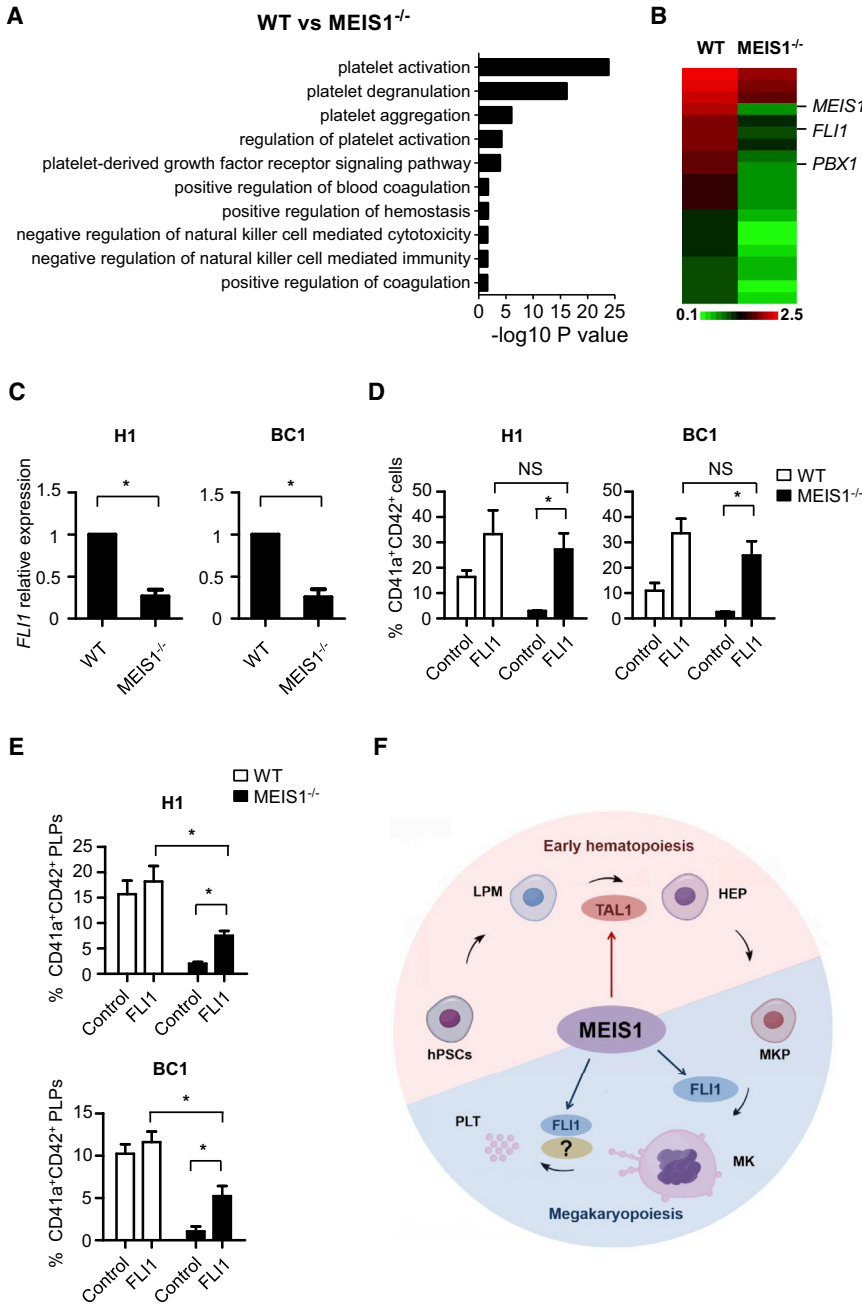 A
WT vs MEIS1-/-
platelet activation
platelet degranulation
platelet aggregation
regulation of platelet activation
platelet-derived growth factor receptor signaling pathway
positive regulation of blood coagulation
positive regulation of hemostasis
negative regulation of natural killer cell mediated cytotoxicity
negative regulation of natural killer cell mediated immunity
positive regulation of coagulation
0 5 10 15 20 25
-log10 P value
B
WT MEIS1-/-
MEIS1
FLI1
PBX1
0.1 2.5
C
H1
BC1
FLI1 relative expression
1.5
1
0.5
0
*
WT
MEIS1-/-
1.5
1
0.5
0
*
WT
MEIS1-/-
D
H1
BC1
WT
MEIS1-/-
% CD41a+CD42+ cells
50
40
30
20
10
0
NS
*
Control
FLI1
Control
FLI1
50
40
30
20
10
0
NS
*
Control
FLI1
Control
FLI1
E
WT
MEIS1-/-
H1
% CD41a+CD42+ PLPs
25
20
15
10
5
0
*
*
Control
FLI1
Control
FLI1
BC1
% CD41a+CD42+ PLPs
15
10
5
0
*
*
Control
FLI1
Control
FLI1
F
Early hematopoiesis
LPM
TAL1
HEP
hPSCs
MEIS1
MKP
FLI1
PLT
FLI1
?
MK
Megakaryopoiesis